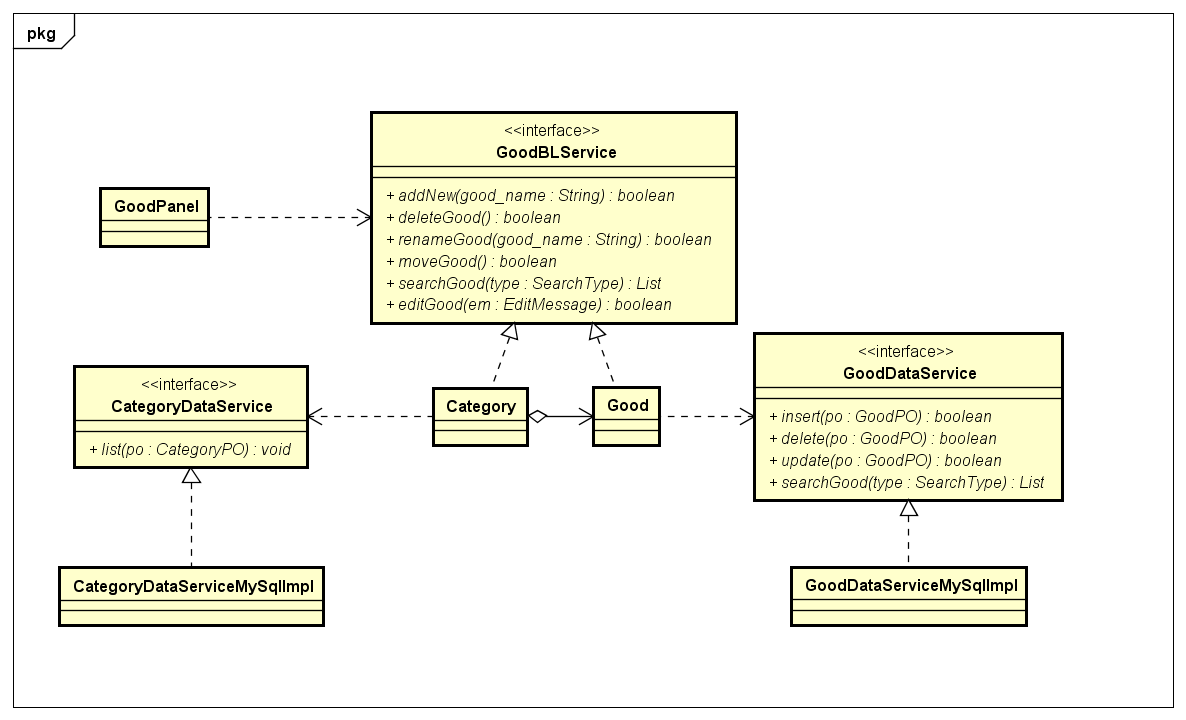 pkg
<<interface>>
GoodBLService
+ addNew(good_name : String) : boolean
+ deleteGood() : boolean
+ renameGood(good_name : String) : boolean
+ moveGood() : boolean
+ searchGood(type : SearchType) : List
+ editGood(em : EditMessage) : boolean
GoodPanel
<<interface>>
CategoryDataService
+ list(po : CategoryPO) : void
Category
Good
<<interface>>
GoodDataService
+ insert(po : GoodPO) : boolean
+ delete(po : GoodPO) : boolean
+ update(po : GoodPO) : boolean
+ searchGood(type : SearchType) : List
CategoryDataServiceMySqlImpl
GoodDataServiceMySqlImpl